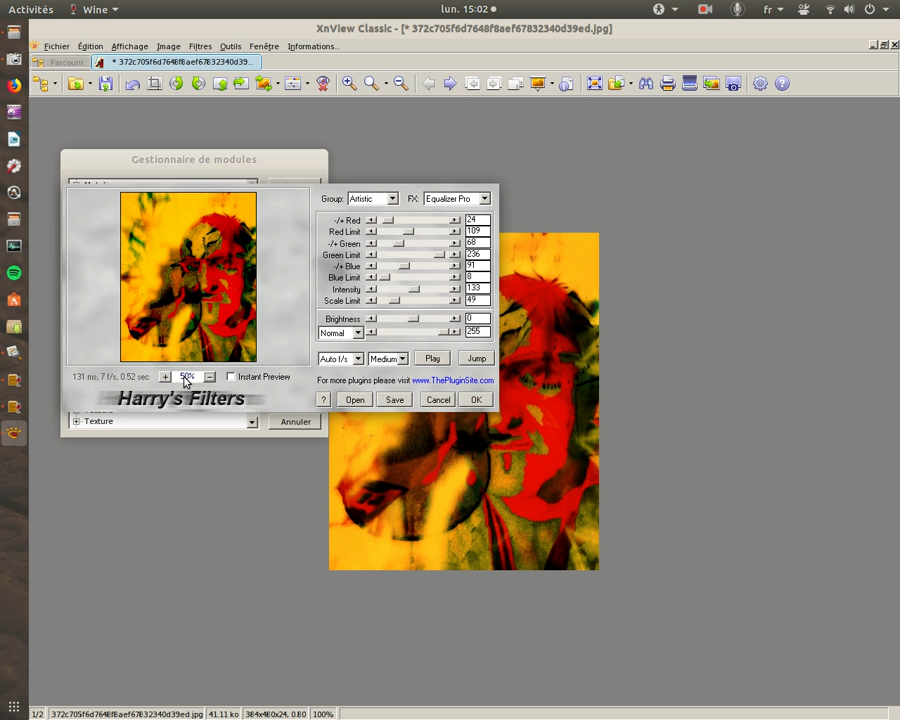 Activités
Wine
lun. 15:02
fr
XnView Classic - [* 372c705f6d7648f8aef67832340d39ed.jpg]
Fichier Édition Affichage Image Filtres Outils Fenêtre Informations...
Parcourir
* 372c705f6d7648f8aef67832340d39...
Gestionnaire de modules
Group: Artistic FX: Equalizer Pro
-/+ Red 24
Red Limit 109
-/+ Green 68
Green Limit 236
-/+ Blue 91
Blue Limit 8
Intensity 133
Scale Limit 49
Brightness 0
Normal 255
Auto f/s Medium Play Jump
131 ms, 7 f/s, 0.52 sec + 50% - Instant Preview
For more plugins please visit www.ThePluginSite.com
Harry's Filters
? Open Save Cancel OK
Texture
Annuler
1/2 372c705f6d7648f8aef67832340d39ed.jpg 41.11 ko 384x480x24, 0.80 100%